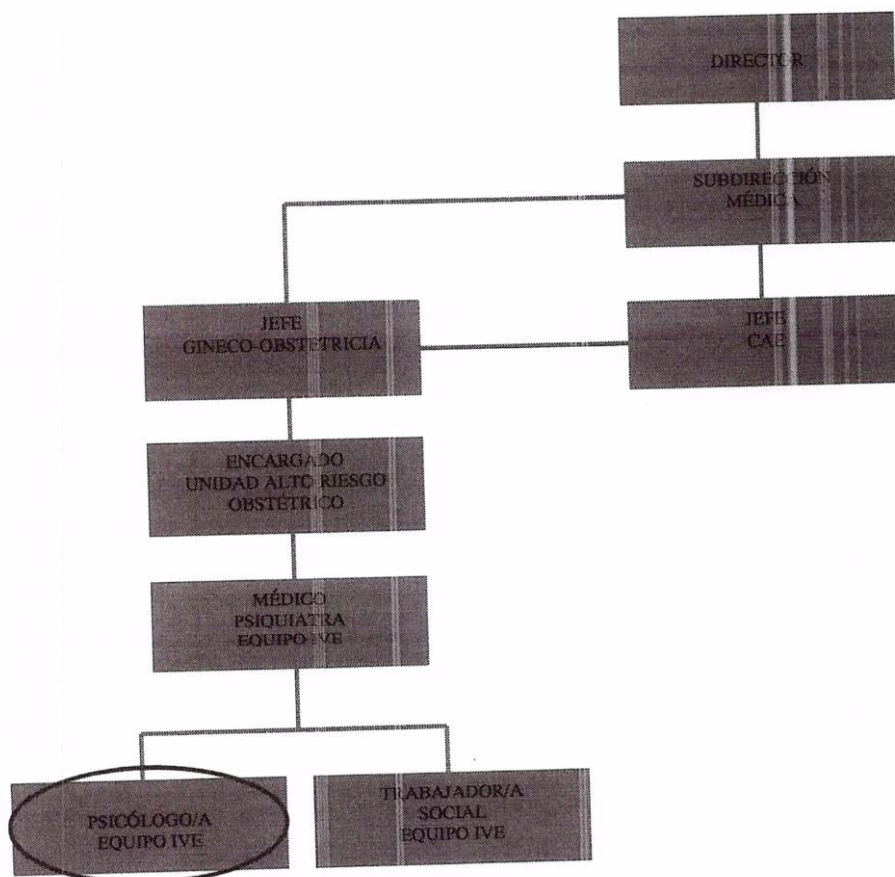 DIRECTOR
SUBDIRECCIÓN
MÉDICA
JEFE
GINECO-OBSTETRICIA
JEFE
CAE
ENCARGADO
UNIDAD ALTO RIESGO
OBSTÉTRICO
MÉDICO
PSIQUIATRA
EQUIPO IVE
PSICÓLOGO/A
EQUIPO IVE
TRABAJADOR/A
SOCIAL
EQUIPO IVE